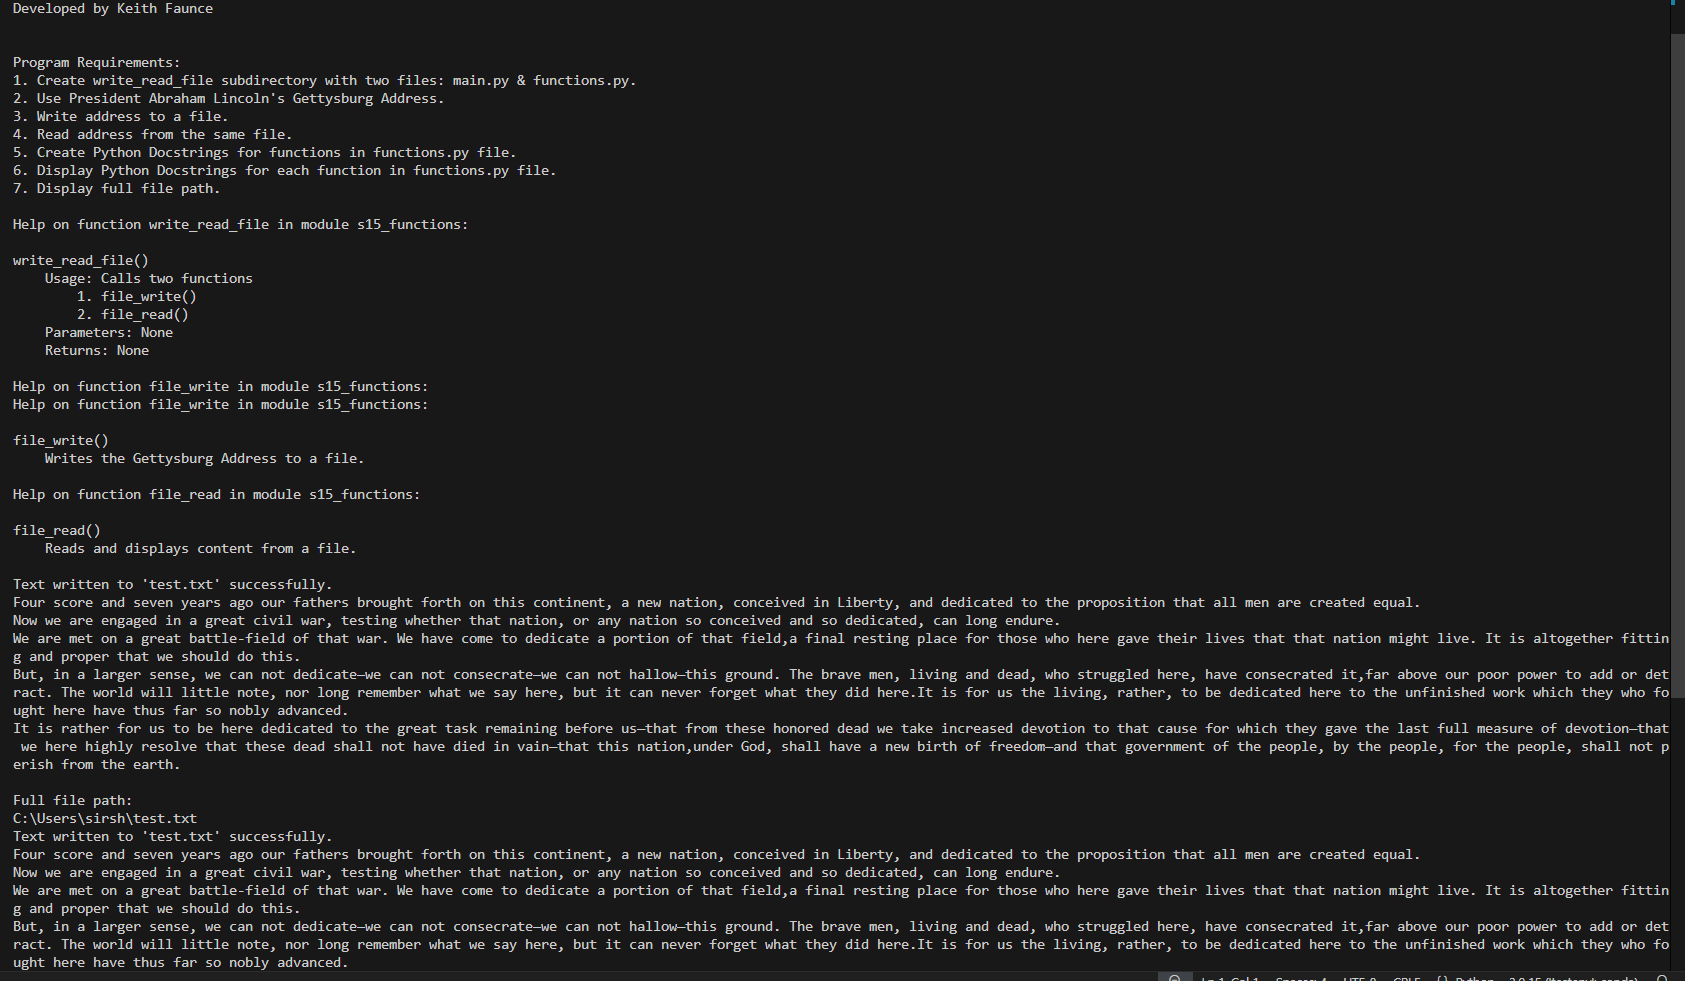 Developed by Keith Faunce
Program Requirements:
1. Create write_read_file subdirectory with two files: main.py & functions.py.
2. Use President Abraham Lincoln's Gettysburg Address.
3. Write address to a file.
4. Read address from the same file.
5. Create Python Docstrings for functions in functions.py file.
6. Display Python Docstrings for each function in functions.py file.
7. Display full file path.
Help on function write_read_file in module s15_functions:
write_read_file()
Usage: Calls two functions
1. file_write()
2. file_read()
Parameters: None
Returns: None
Help on function file_write in module s15_functions:
Help on function file_write in module s15_functions:
file_write()
Writes the Gettysburg Address to a file.
Help on function file_read in module s15_functions:
file_read()
Reads and displays content from a file.
Text written to 'test.txt' successfully.
Four score and seven years ago our fathers brought forth on this continent, a new nation, conceived in Liberty, and dedicated to the proposition that all men are created equal.
Now we are engaged in a great civil war, testing whether that nation, or any nation so conceived and so dedicated, can long endure.
We are met on a great battle-field of that war. We have come to dedicate a portion of that field,a final resting place for those who here gave their lives that that nation might live. It is altogether fittin
g and proper that we should do this.
But, in a larger sense, we can not dedicate—we can not consecrate—we can not hallow—this ground. The brave men, living and dead, who struggled here, have consecrated it,far above our poor power to add or det
ract. The world will little note, nor long remember what we say here, but it can never forget what they did here.It is for us the living, rather, to be dedicated here to the unfinished work which they who fo
ught here have thus far so nobly advanced.
It is rather for us to be here dedicated to the great task remaining before us—that from these honored dead we take increased devotion to that cause for which they gave the last full measure of devotion—that
we here highly resolve that these dead shall not have died in vain—that this nation,under God, shall have a new birth of freedom—and that government of the people, by the people, for the people, shall not p
erish from the earth.
Full file path:
C:\Users\sirsh\test.txt
Text written to 'test.txt' successfully.
Four score and seven years ago our fathers brought forth on this continent, a new nation, conceived in Liberty, and dedicated to the proposition that all men are created equal.
Now we are engaged in a great civil war, testing whether that nation, or any nation so conceived and so dedicated, can long endure.
We are met on a great battle-field of that war. We have come to dedicate a portion of that field,a final resting place for those who here gave their lives that that nation might live. It is altogether fittin
g and proper that we should do this.
But, in a larger sense, we can not dedicate—we can not consecrate—we can not hallow—this ground. The brave men, living and dead, who struggled here, have consecrated it,far above our poor power to add or det
ract. The world will little note, nor long remember what we say here, but it can never forget what they did here.It is for us the living, rather, to be dedicated here to the unfinished work which they who fo
ught here have thus far so nobly advanced.